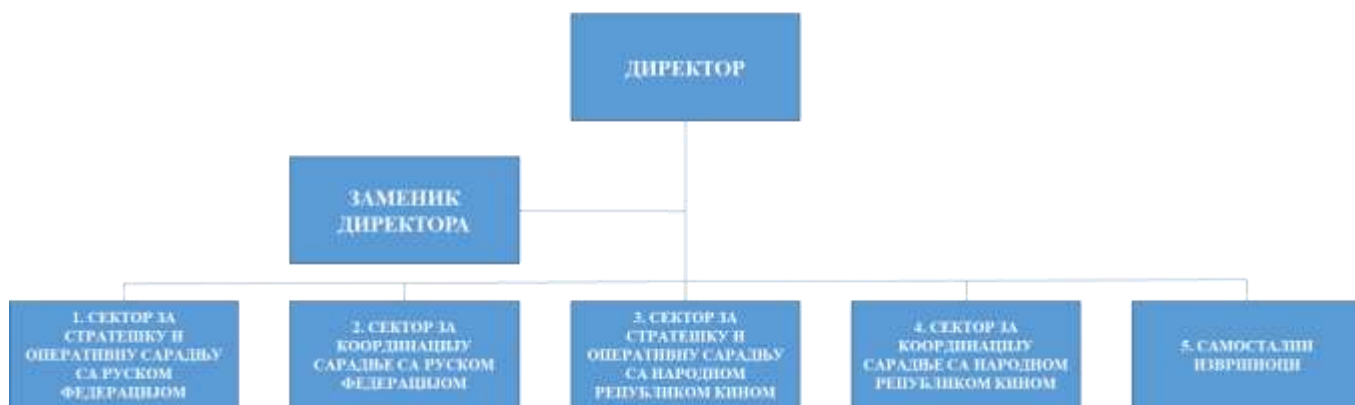 ДИРЕКТОР
ЗАМЕНИК
ДИРЕКТОРА
1. СЕКТОР ЗА
СТРАТЕШКУ И
ОПЕРАТИВНУ САРАДЊУ
СА РУСКОМ
ФЕДЕРАЦИЈОМ
2. СЕКТОР ЗА
КООРДИНАЦИЈУ
САРАДЊЕ СА РУСКОМ
ФЕДЕРАЦИЈОМ
3. СЕКТОР ЗА
СТРАТЕШКУ И
ОПЕРАТИВНУ САРАДЊУ
СА НАРОДНОМ
РЕПУБЛИКОМ КИНОМ
4. СЕКТОР ЗА
КООРДИНАЦИЈУ
САРАДЊЕ СА НАРОДНОМ
РЕПУБЛИКОМ КИНОМ
5. САМОСТАЛНИ
ИЗВРШИОЦИ